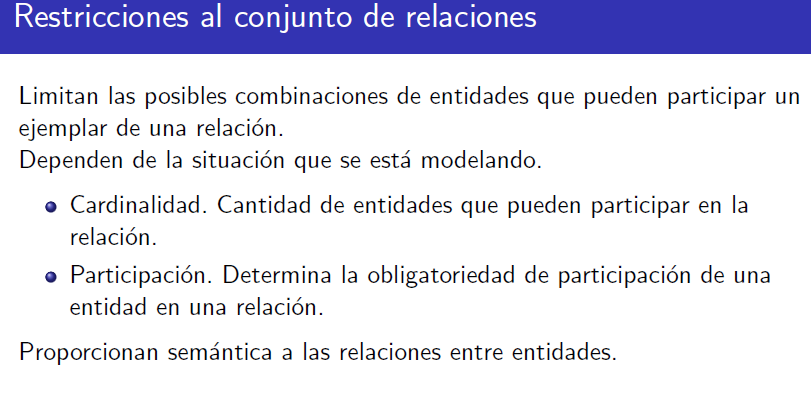 Restricciones al conjunto de relaciones
Limitan las posibles combinaciones de entidades que pueden participar un
ejemplar de una relación.
Dependen de la situación que se está modelando.
Cardinalidad. Cantidad de entidades que pueden participar en la
relación.
Participación. Determina la obligatoriedad de participación de una
entidad en una relación.
Proporcionan semántica a las relaciones entre entidades.